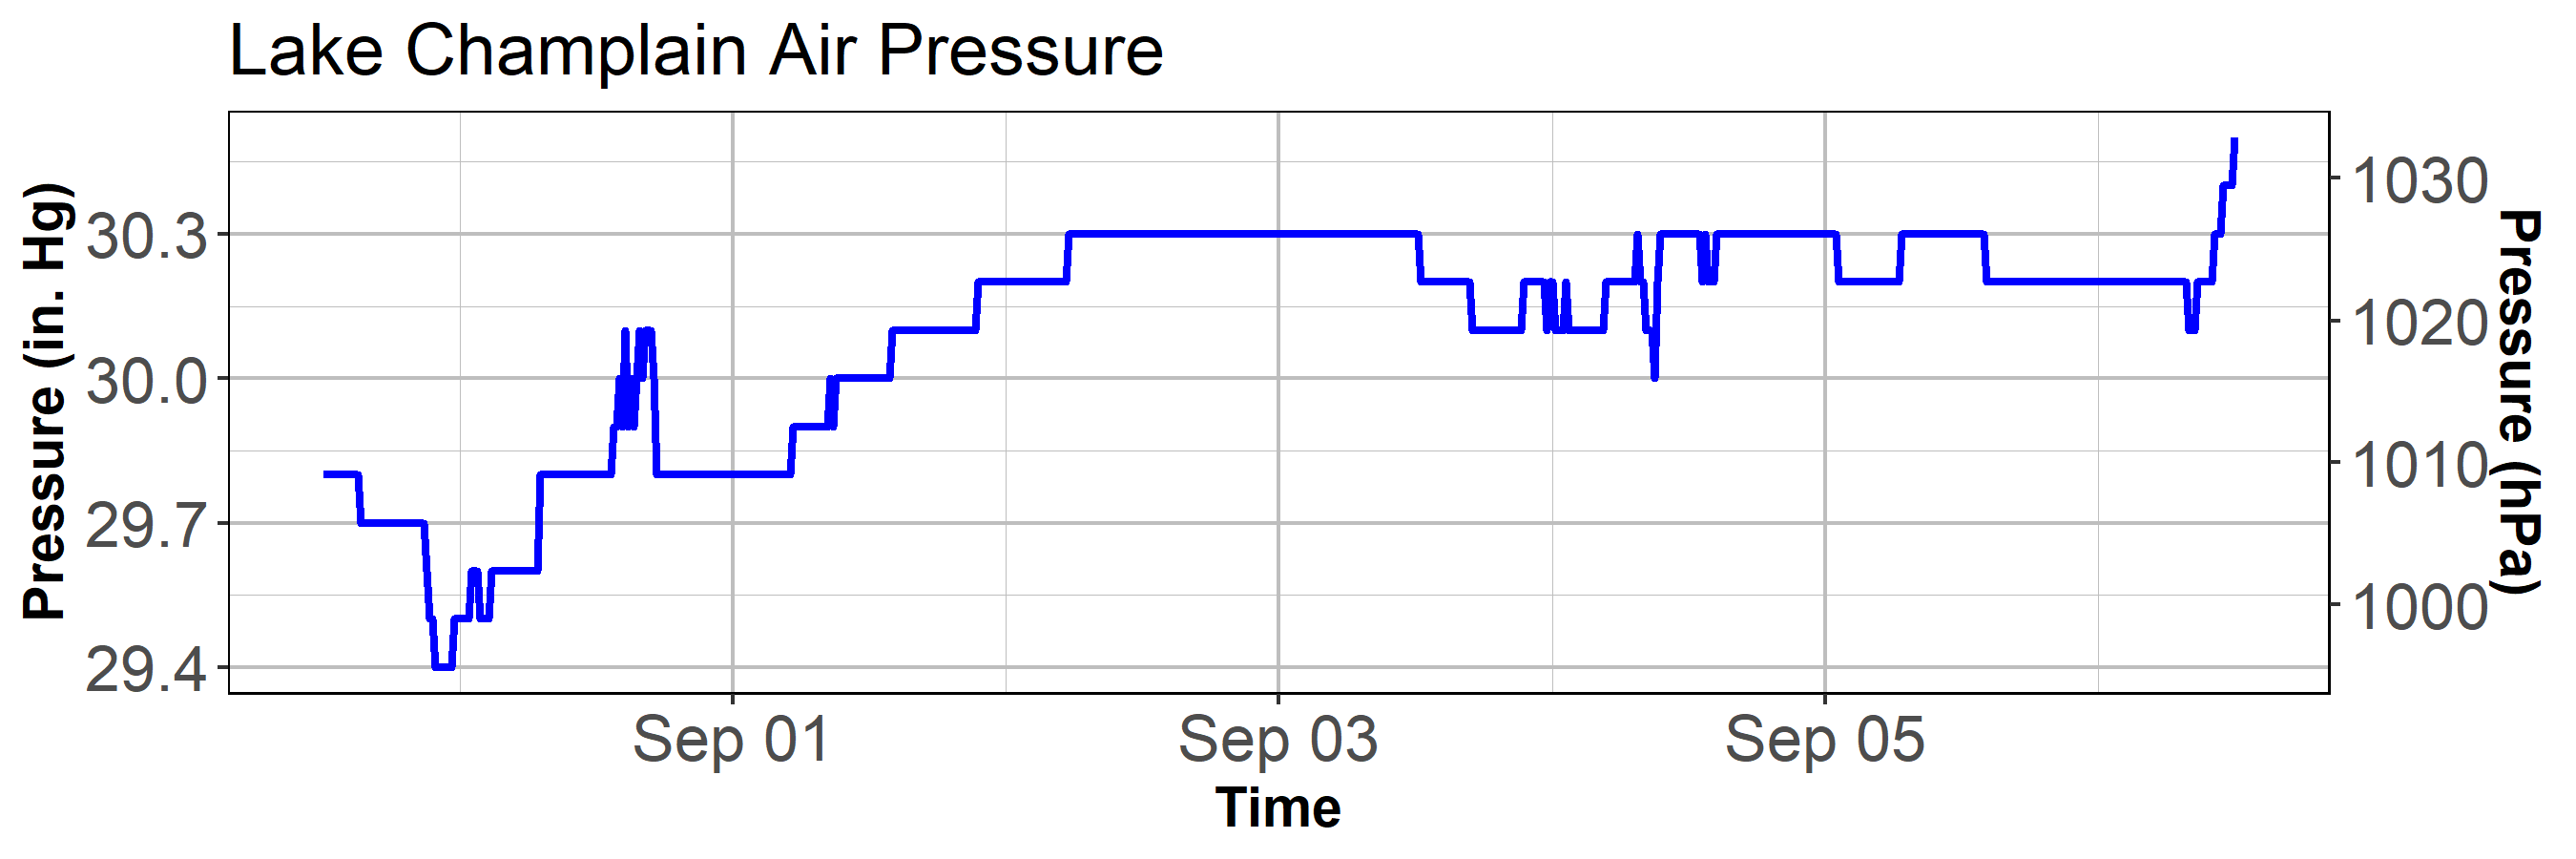 Lake Champlain Air Pressure
Pressure (in. Hg)
30.3
30.0
29.7
29.4
1030
1020
1010
1000
Pressure (hPa)
Sep 01
Sep 03
Sep 05
Time